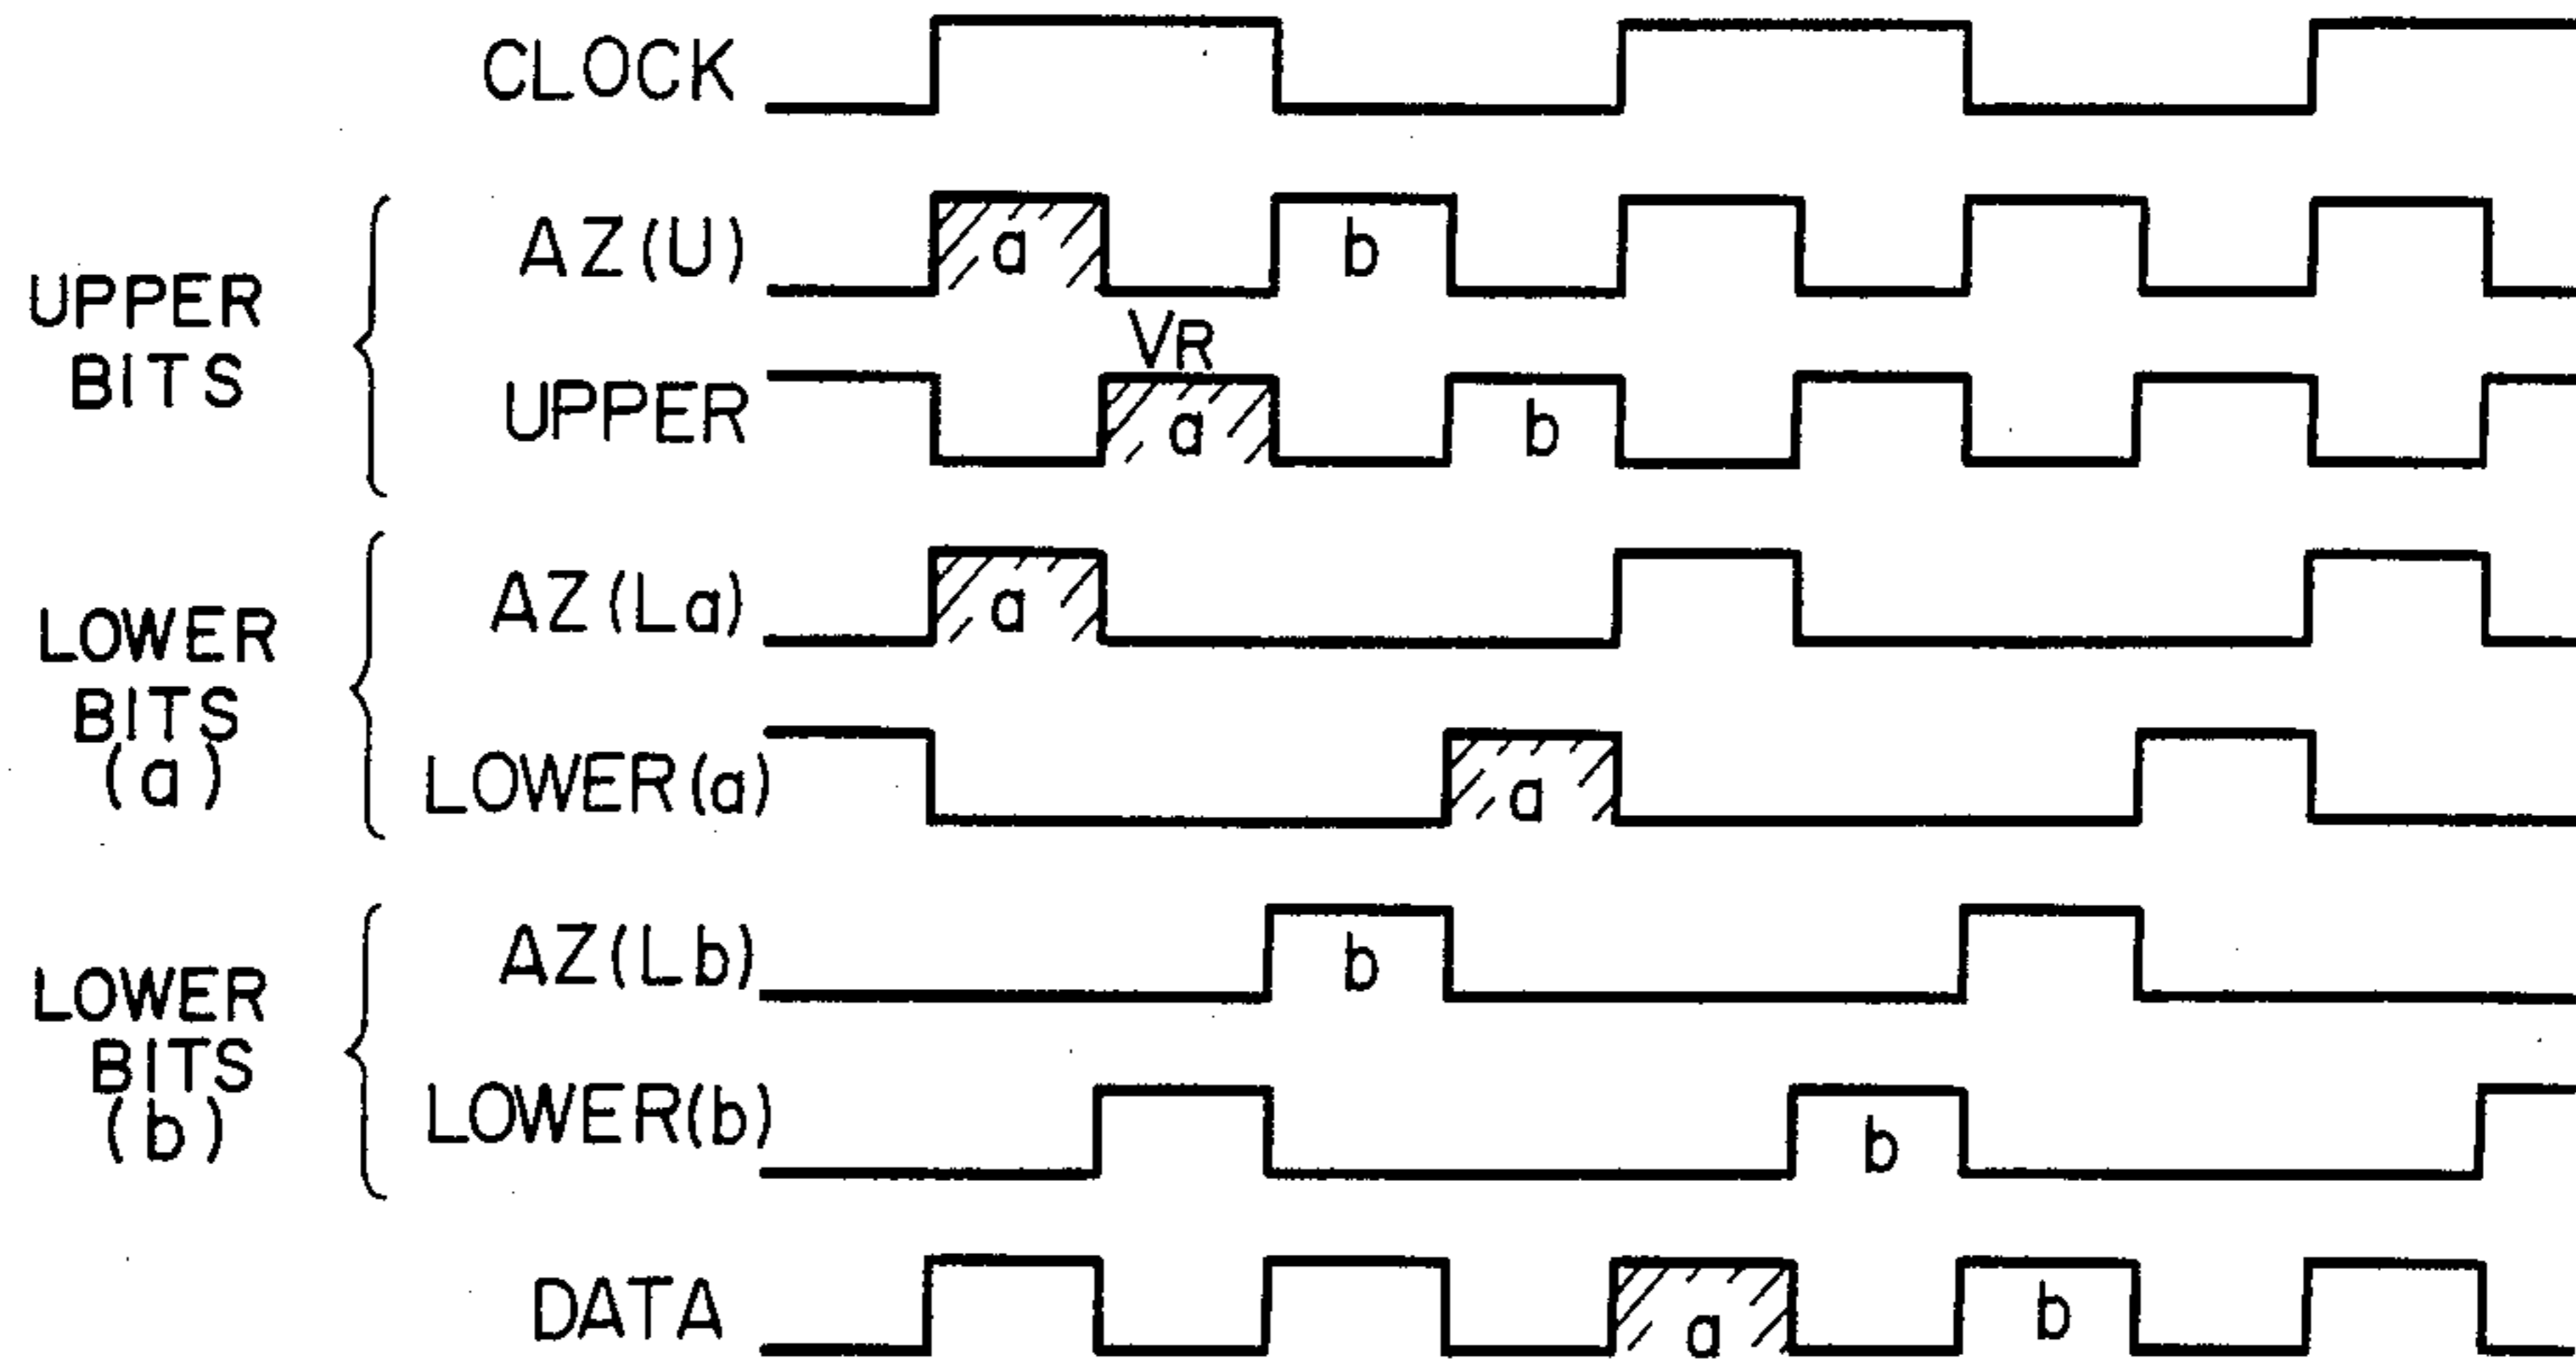 CLOCK
UPPER
BITS
AZ(U)
a b
VR
UPPER
a b
LOWER
BITS
(a)
AZ(La)
a
LOWER(a)
a
LOWER
BITS
(b)
AZ(Lb)
b
LOWER(b)
b
DATA
a b